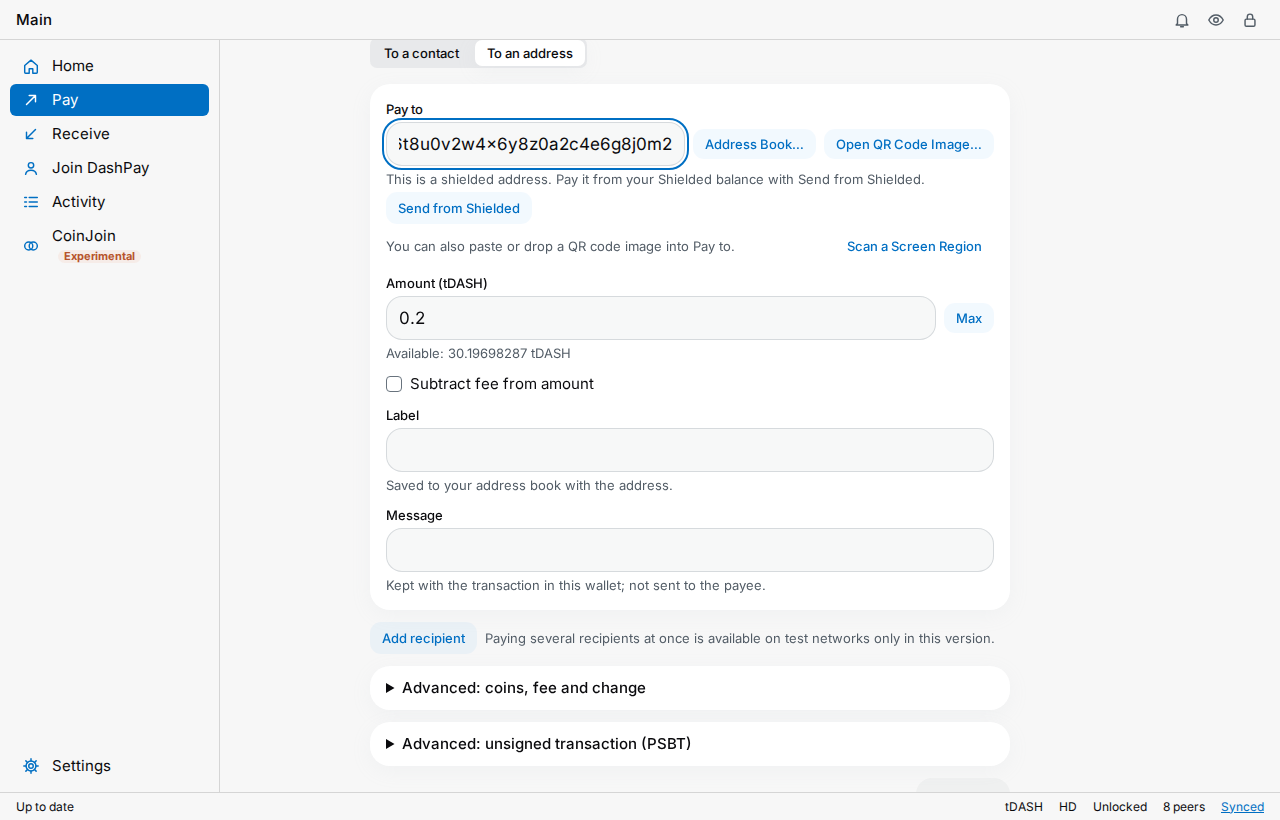 Main
Home
Pay
Receive
Join DashPay
Activity
CoinJoin
Experimental
Settings
To a contact
To an address
Pay to
t8u0v2w4x6y8z0a2c4e6g8j0m2
Address Book...
Open QR Code Image...
This is a shielded address. Pay it from your Shielded balance with Send from Shielded.
Send from Shielded
You can also paste or drop a QR code image into Pay to.
Scan a Screen Region
Amount (tDASH)
0.2
Max
Available: 30.19698287 tDASH
Subtract fee from amount
Label
Saved to your address book with the address.
Message
Kept with the transaction in this wallet; not sent to the payee.
Add recipient
Paying several recipients at once is available on test networks only in this version.
Advanced: coins, fee and change
Advanced: unsigned transaction (PSBT)
Up to date
tDASH
HD
Unlocked
8 peers
Synced